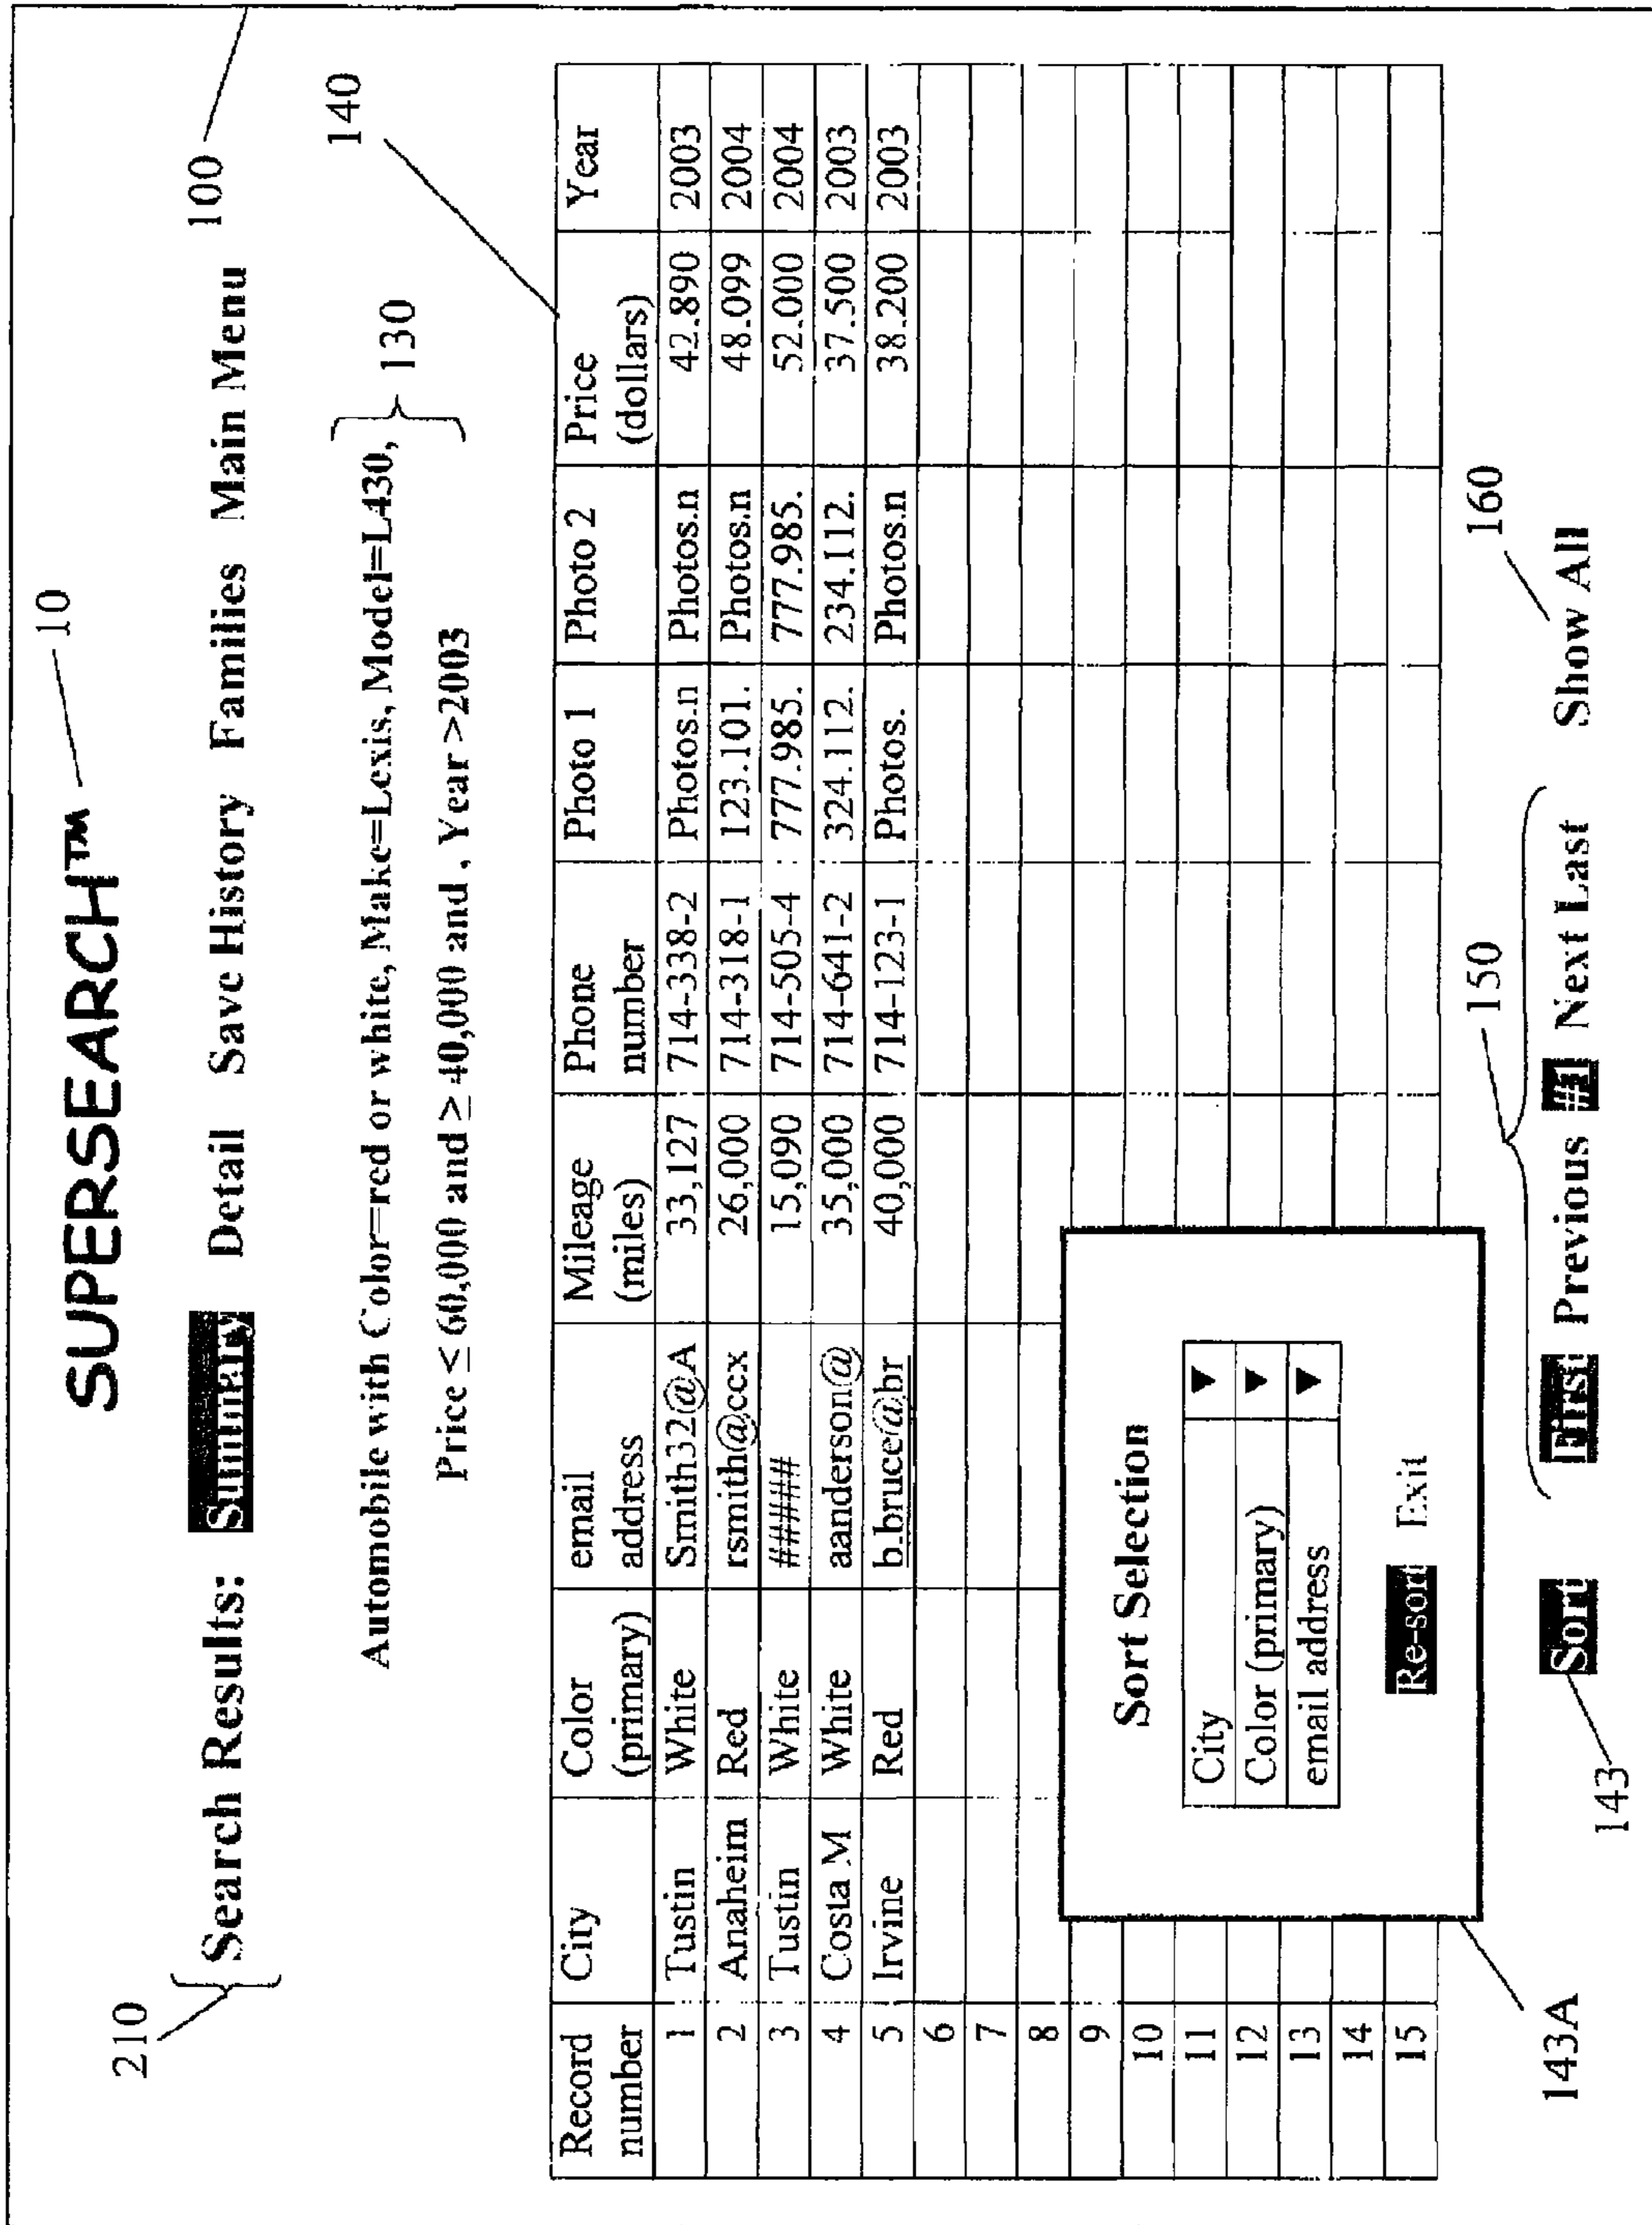 SUPERSEARCH™ 10
210 Search Results: Summary Detail Save History Families Main Menu 100
Automobile with Color=red or white, Make=Lexis, Model=L430, 130
Price ≤ 60,000 and ≥ 40,000 and , Year >2003
140
Record number City Color (primary) email address Mileage (miles) Phone number Photo 1 Photo 2 Price (dollars) Year
1 Tustin White Smith32@A 33,127 714-338-2 Photos.n Photos.n 42.890 2003
2 Anaheim Red rsmith@ccx 26,000 714-318-1 123.101. Photos.n 48.099 2004
3 Tustin White ##### 15,090 714-505-4 777.985. 777.985. 52.000 2004
4 Costa M White aanderson@ 35,000 714-641-2 324.112. 234.112. 37.500 2003
5 Irvine Red b.bruce@br 40,000 714-123-1 Photos. Photos.n 38.200 2003
6
7
8
9
10
11
12
13
14
15
Sort Selection
City ▼
Color (primary) ▼
email address ▼
Re-sort Exit
143A 150 160
Sort First Previous Next Last Show All
143